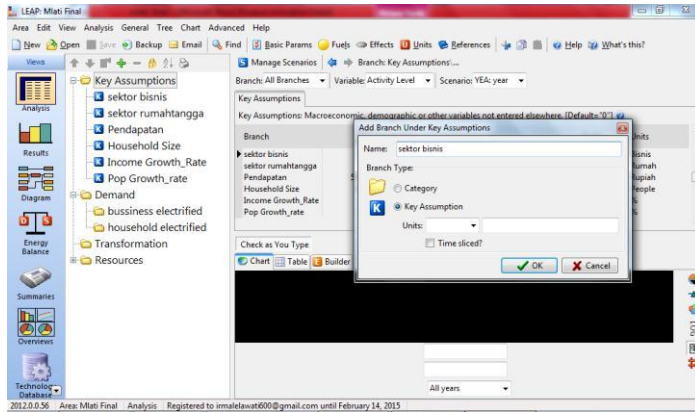 LEAP: Mlati Final
Area Edit View Analysis General Tree Chart Advanced Help
New Open Save Backup Email Find Basic Params Fuels Effects Units References Help What's this?
Views
Manage Scenarios Branch: Key Assumptions\...
Branch: All Branches Variable: Activity Level Scenario: YEA: year
Key Assumptions
sektor bisnis
sektor rumahtangga
Pendapatan
Household Size
Income Growth_Rate
Pop Growth_rate
Demand
bussiness electrified
household electrified
Transformation
Resources
Analysis
Results
Diagram
Energy
Balance
Summaries
Overviews
Technolog
Database
Key Assumptions
Key Assumptions: Macroeconomic, demographic or other variables not entered elsewhere. [Default="0"]
Branch
Units
sektor bisnis
sektor rumahtangga
Pendapatan
Household Size
Income Growth_Rate
Pop Growth_rate
Bisnis
Rumah
Rupiah
People
%
%
Add Branch Under Key Assumptions
Name: sektor bisnis
Branch Type:
Category
Key Assumption
Units:
Time sliced?
OK Cancel
Check as You Type
Chart Table Builder
All years
2012.0.0.56 Area: Mlati Final Analysis Registered to irmalelawati600@gmail.com until February 14, 2015